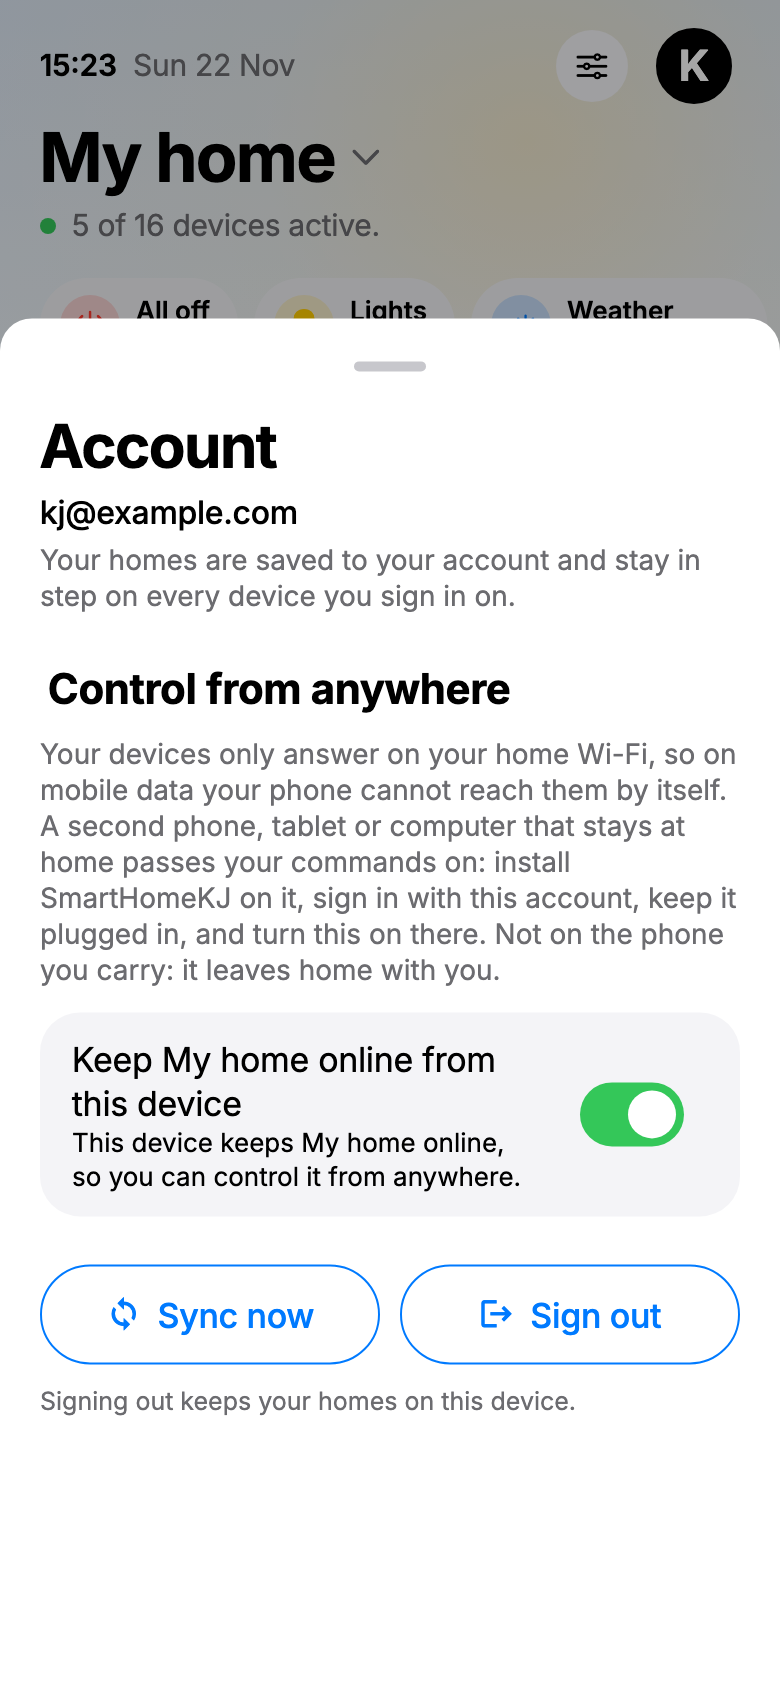 15:23 Sun 22 Nov
K
My home
5 of 16 devices active.
All off
Lights
Weather
Account
kj@example.com
Your homes are saved to your account and stay in
step on every device you sign in on.
Control from anywhere
Your devices only answer on your home Wi-Fi, so on
mobile data your phone cannot reach them by itself.
A second phone, tablet or computer that stays at
home passes your commands on: install
SmartHomeKJ on it, sign in with this account, keep it
plugged in, and turn this on there. Not on the phone
you carry: it leaves home with you.
Keep My home online from
this device
This device keeps My home online,
so you can control it from anywhere.
Sync now
Sign out
Signing out keeps your homes on this device.